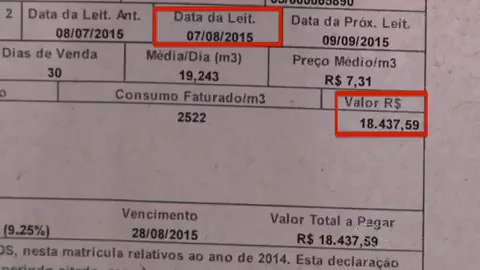 2 Data da Leit. Ant. Data da Leit. Data da Próx. Leit.
08/07/2015 07/08/2015 09/09/2015
Dias de Venda Média/Dia (m3) Preço Médio/m3
30 19,243 R$ 7,31
Consumo Faturado/m3 Valor R$
2522 18.437,59
Vencimento Valor Total a Pagar
(9.25%) 28/08/2015 R$ 18.437,59
OS, nesta matrícula relativos ao ano de 2014. Esta declaração